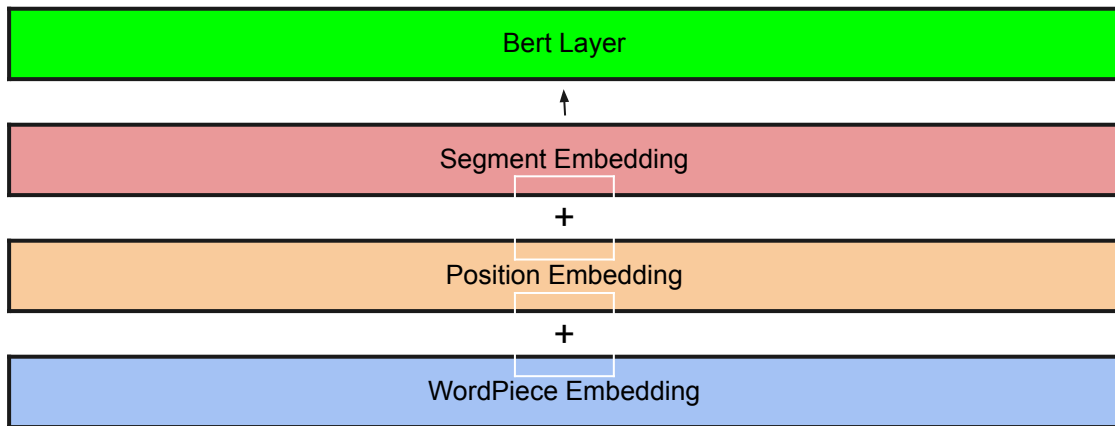 Bert Layer
Segment Embedding
+
Position Embedding
+
WordPiece Embedding